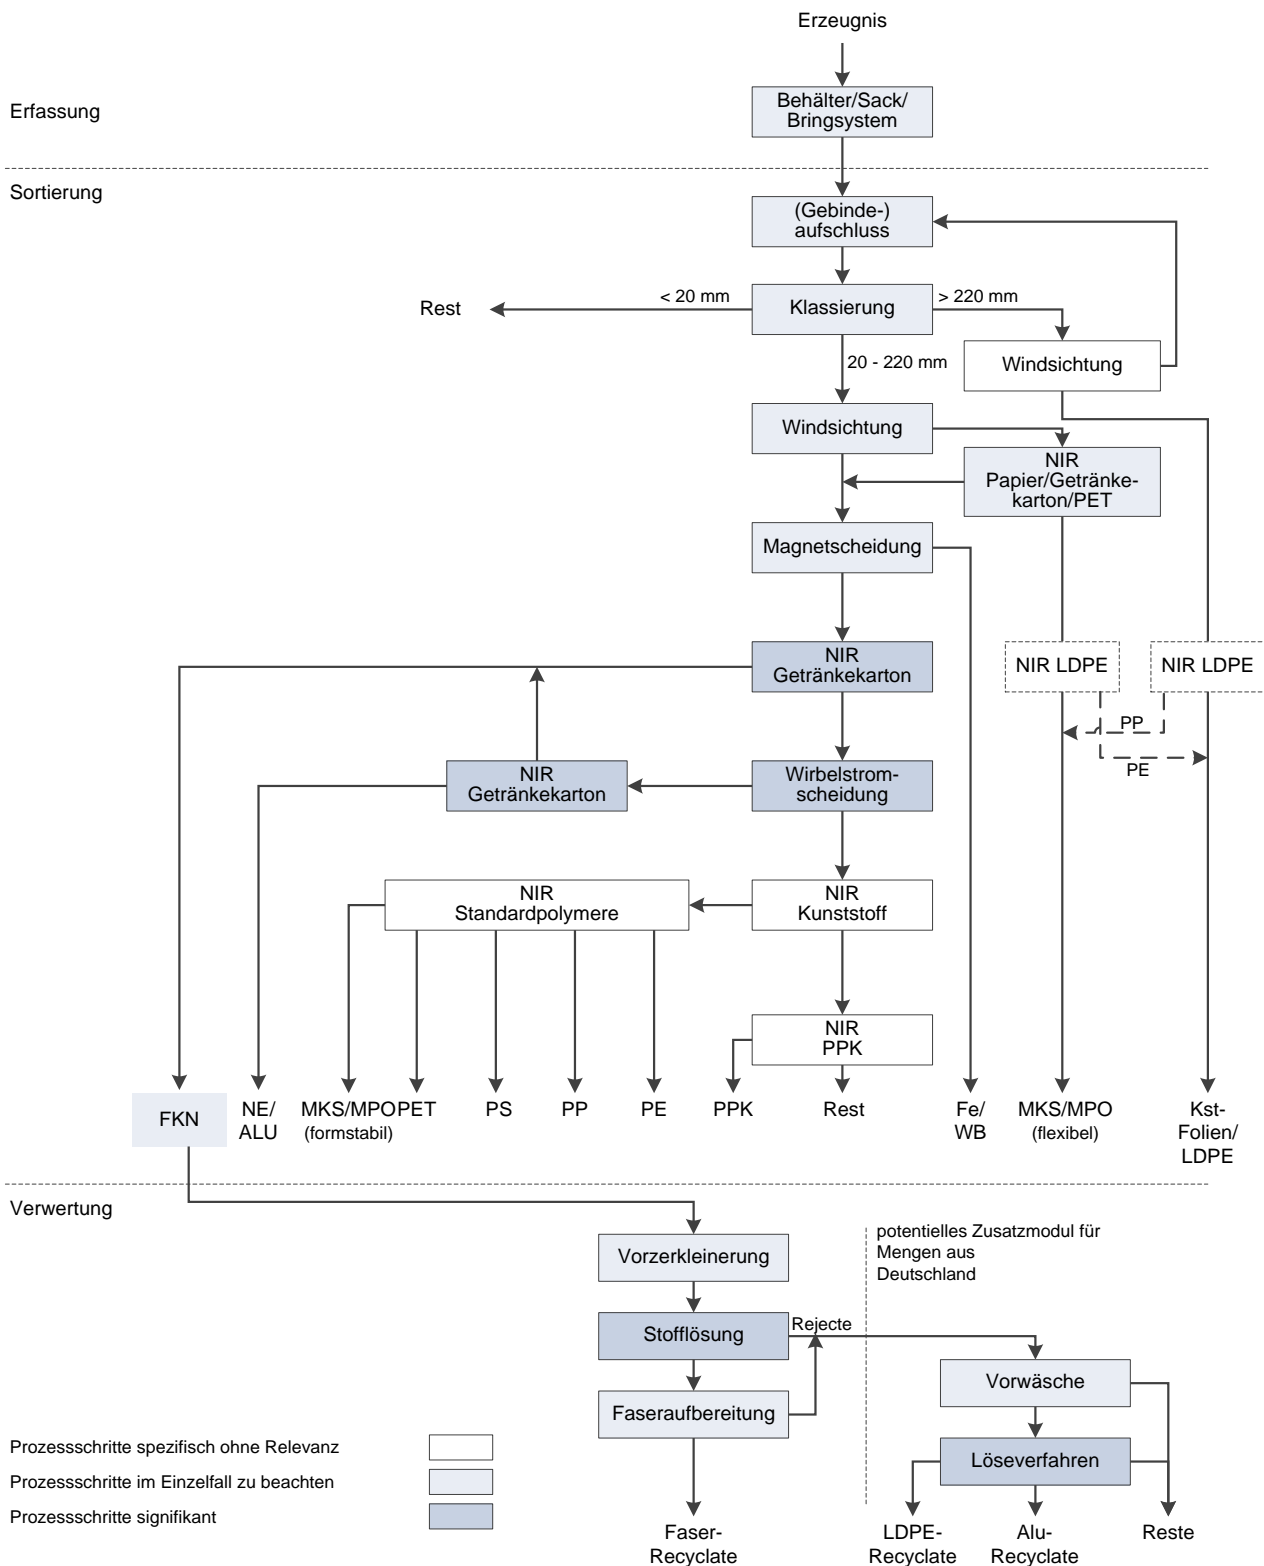 Erzeugnis
Erfassung
Behälter/Sack/
Bringsystem
Sortierung
(Gebinde-)
aufschluss
Rest
< 20 mm
Klassierung
> 220 mm
20 - 220 mm
Windsichtung
Windsichtung
NIR
Papier/Getränke-
karton/PET
Magnetscheidung
NIR
Getränkekarton
NIR LDPE
NIR LDPE
PP
PE
NIR
Getränkekarton
Wirbelstrom-
scheidung
NIR
Standardpolymere
NIR
Kunststoff
NIR
PPK
FKN
NE/
ALU
MKS/MPO
(formstabil)
PET
PS
PP
PE
PPK
Rest
Fe/
WB
MKS/MPO
(flexibel)
Kst-
Folien/
LDPE
Verwertung
Vorzerkleinerung
potentielles Zusatzmodul für
Mengen aus
Deutschland
Stofflösung
Rejecte
Vorwäsche
Faseraufbereitung
Löseverfahren
Prozessschritte spezifisch ohne Relevanz
Prozessschritte im Einzelfall zu beachten
Prozessschritte signifikant
Faser-
Recyclate
LDPE-
Recyclate
Alu-
Recyclate
Reste